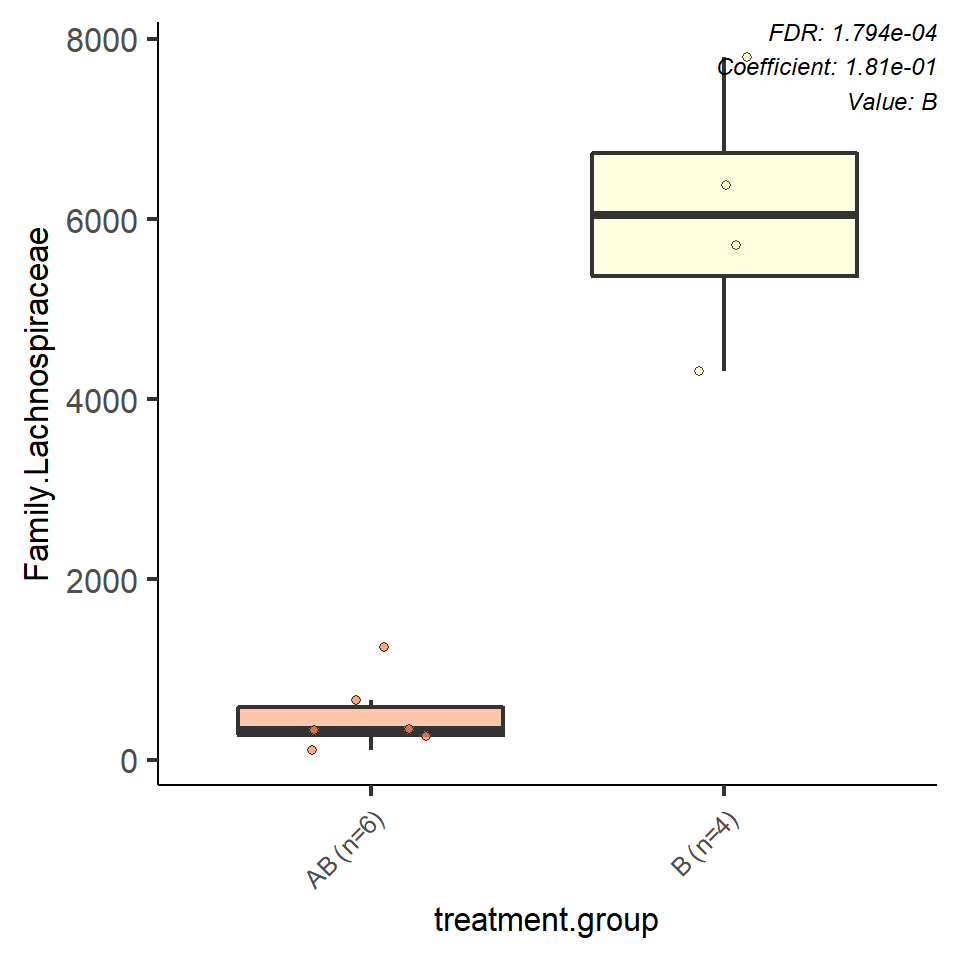 FDR: 1.794e-04
Coefficient: 1.81e-01
Value: B
Family.Lachnospiraceae
8000
6000
4000
2000
0
AB (n=6)
B (n=4)
treatment.group